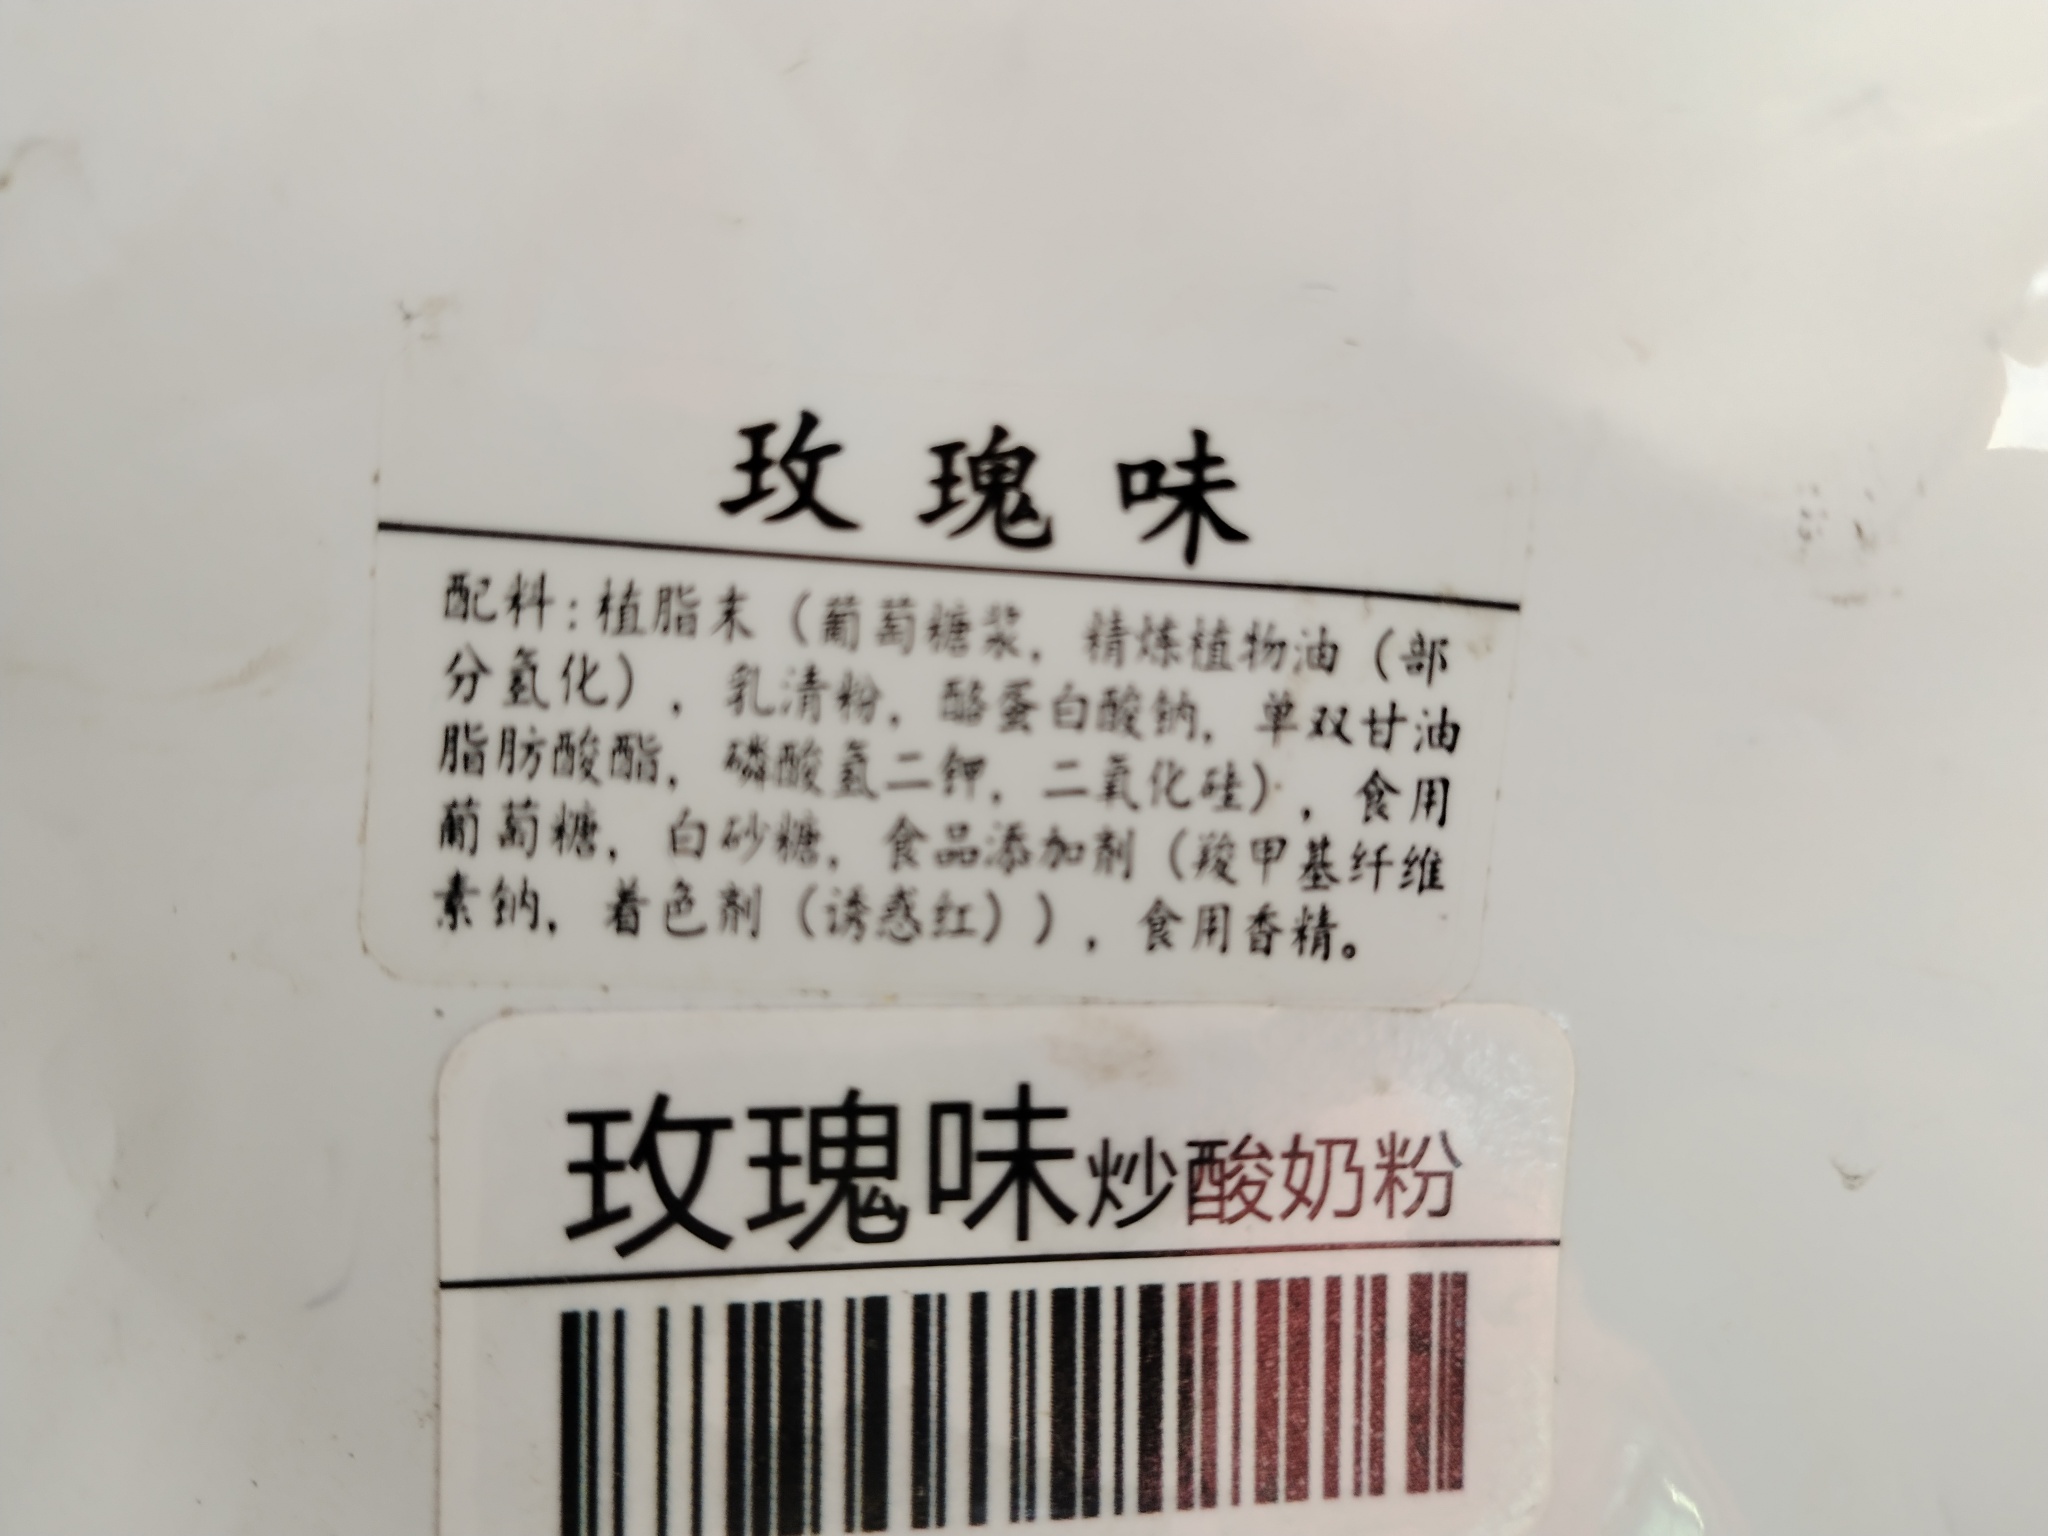 玫瑰味
配料:植脂末(葡萄糖浆,精炼植物油(部
分氢化),乳清粉,酪蛋白酸钠,单双甘油
脂肪酸酯,磷酸氢二钾,二氧化硅),食用
葡萄糖,白砂糖,食品添加剂(羧甲基纤维
素钠,着色剂(诱惑红)),食用香精。
玫瑰味炒酸奶粉